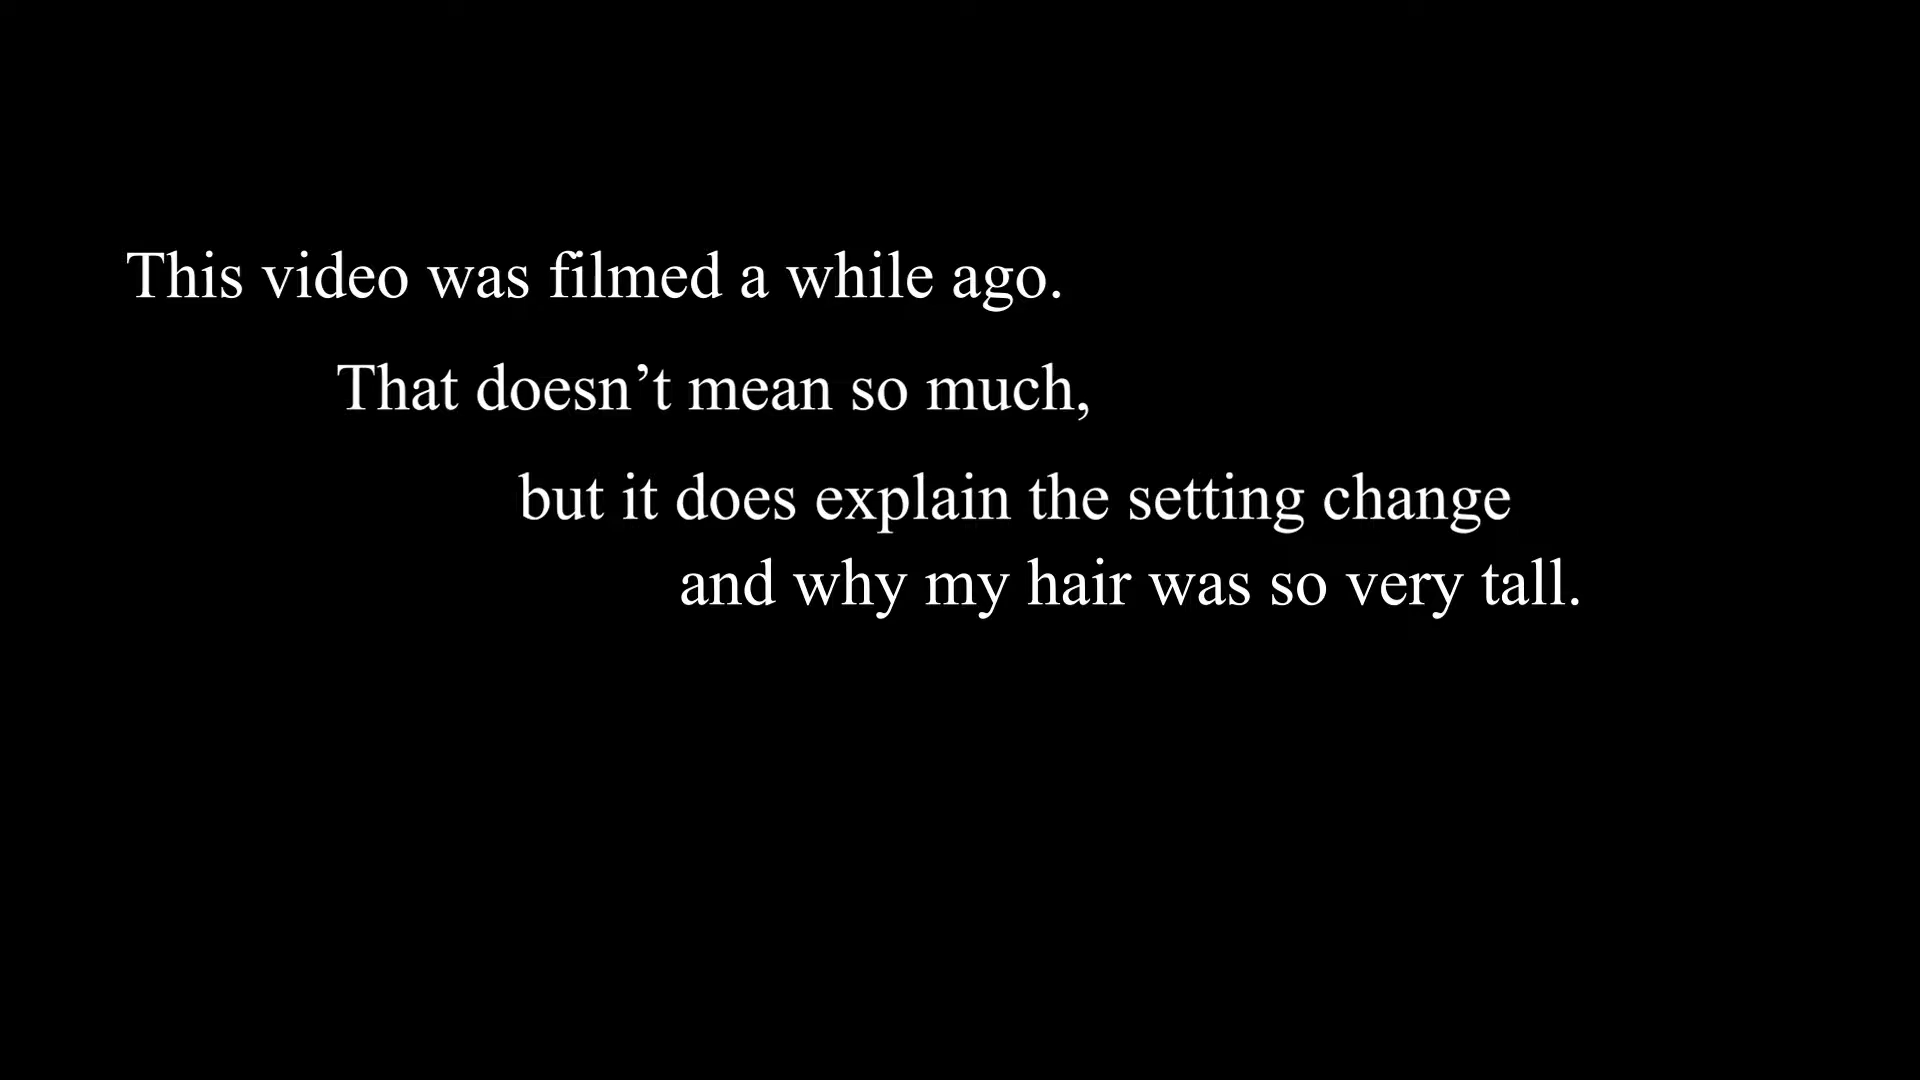 This video was filmed a while ago.
That doesn’t mean so much,
but it does explain the setting change
and why my hair was so very tall.